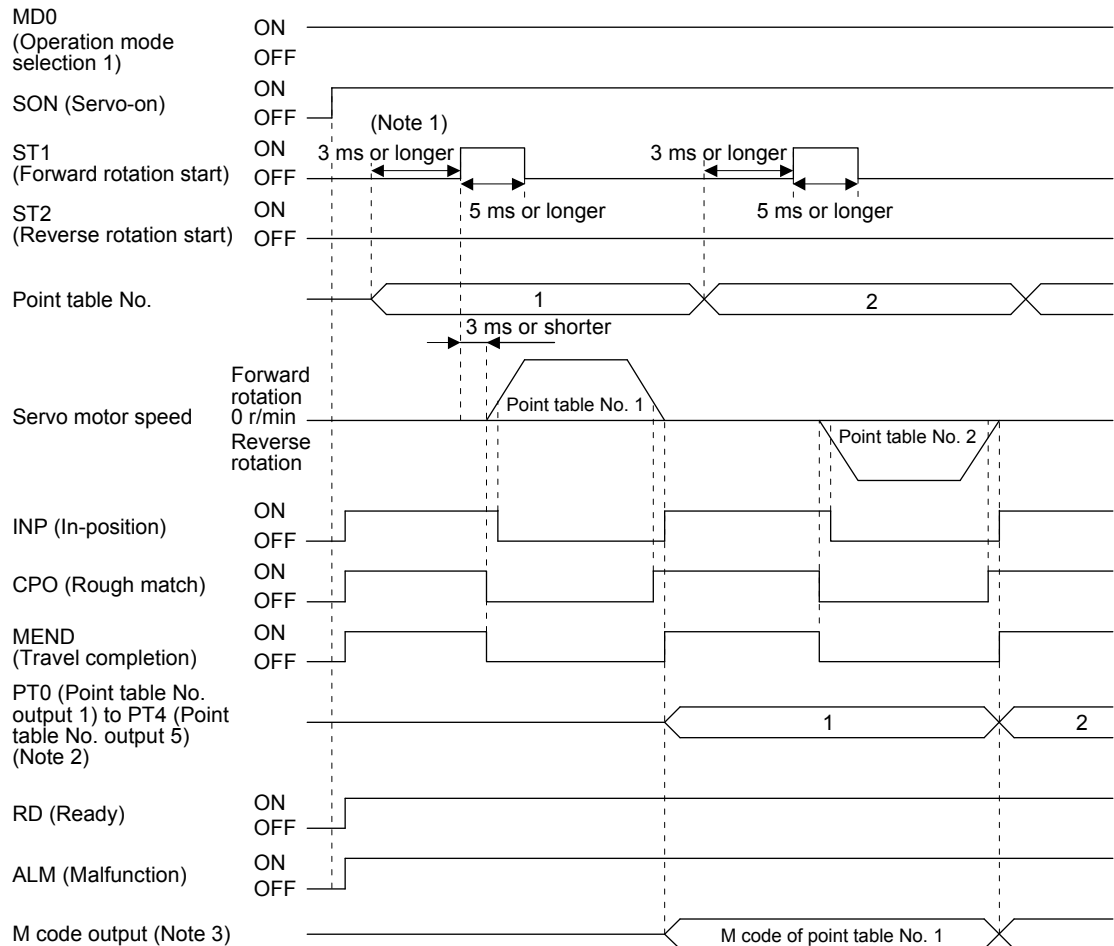 MD0
(Operation mode
selection 1)
ON
OFF
SON (Servo-on)
ON
OFF
(Note 1)
ST1
(Forward rotation start)
ON
OFF
3 ms or longer
3 ms or longer
5 ms or longer
5 ms or longer
ST2
(Reverse rotation start)
ON
OFF
Point table No.
1
2
3 ms or shorter
Servo motor speed
Forward
rotation
0 r/min
Reverse
rotation
Point table No. 1
Point table No. 2
INP (In-position)
ON
OFF
CPO (Rough match)
ON
OFF
MEND
(Travel completion)
ON
OFF
PT0 (Point table No.
output 1) to PT4 (Point
table No. output 5)
(Note 2)
1
2
RD (Ready)
ON
OFF
ALM (Malfunction)
ON
OFF
M code output (Note 3)
M code of point table No. 1